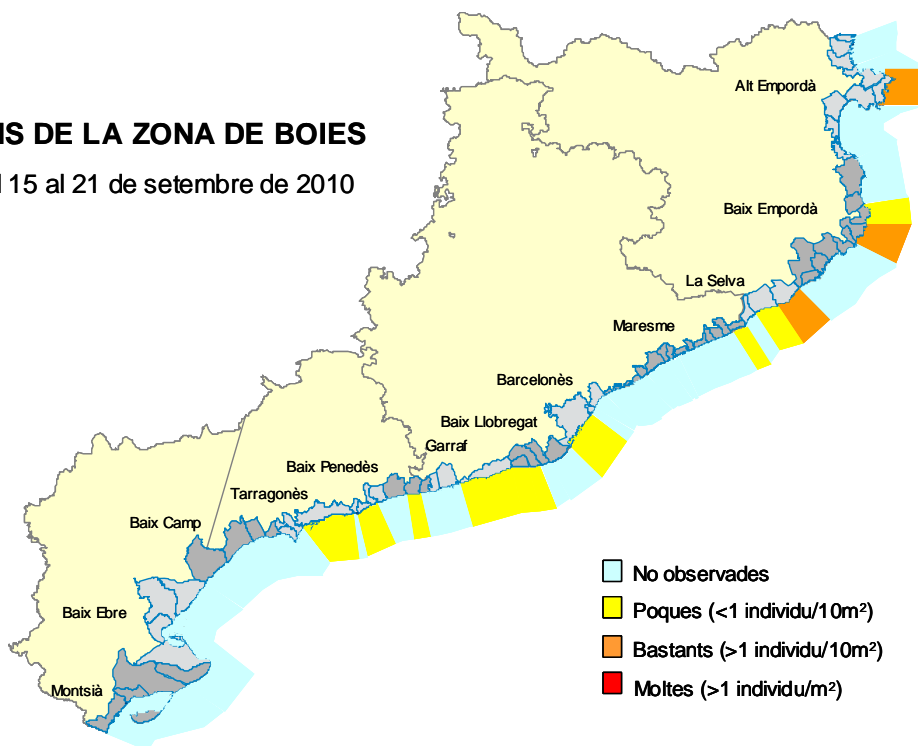 DE LA ZONA DE BOIES
15 al 21 de setembre de 2010
Alt Empordà
Baix Empordà
La Selva
Maresme
Barcelonès
Baix Llobregat
Garraf
Baix Penedès
Tarragonès
Baix Camp
Baix Ebre
Montsià
No observades
Poques (<1 individu/10m²)
Bastants (>1 individu/10m²)
Moltes (>1 individu/m²)